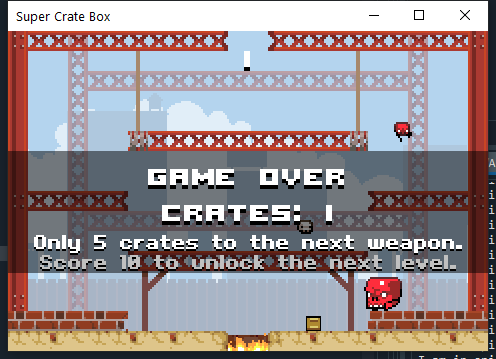 Super Crate Box
GAME OVER
CRATES: 1
Only 5 crates to the next weapon.
Score 10 to unlock the next level.